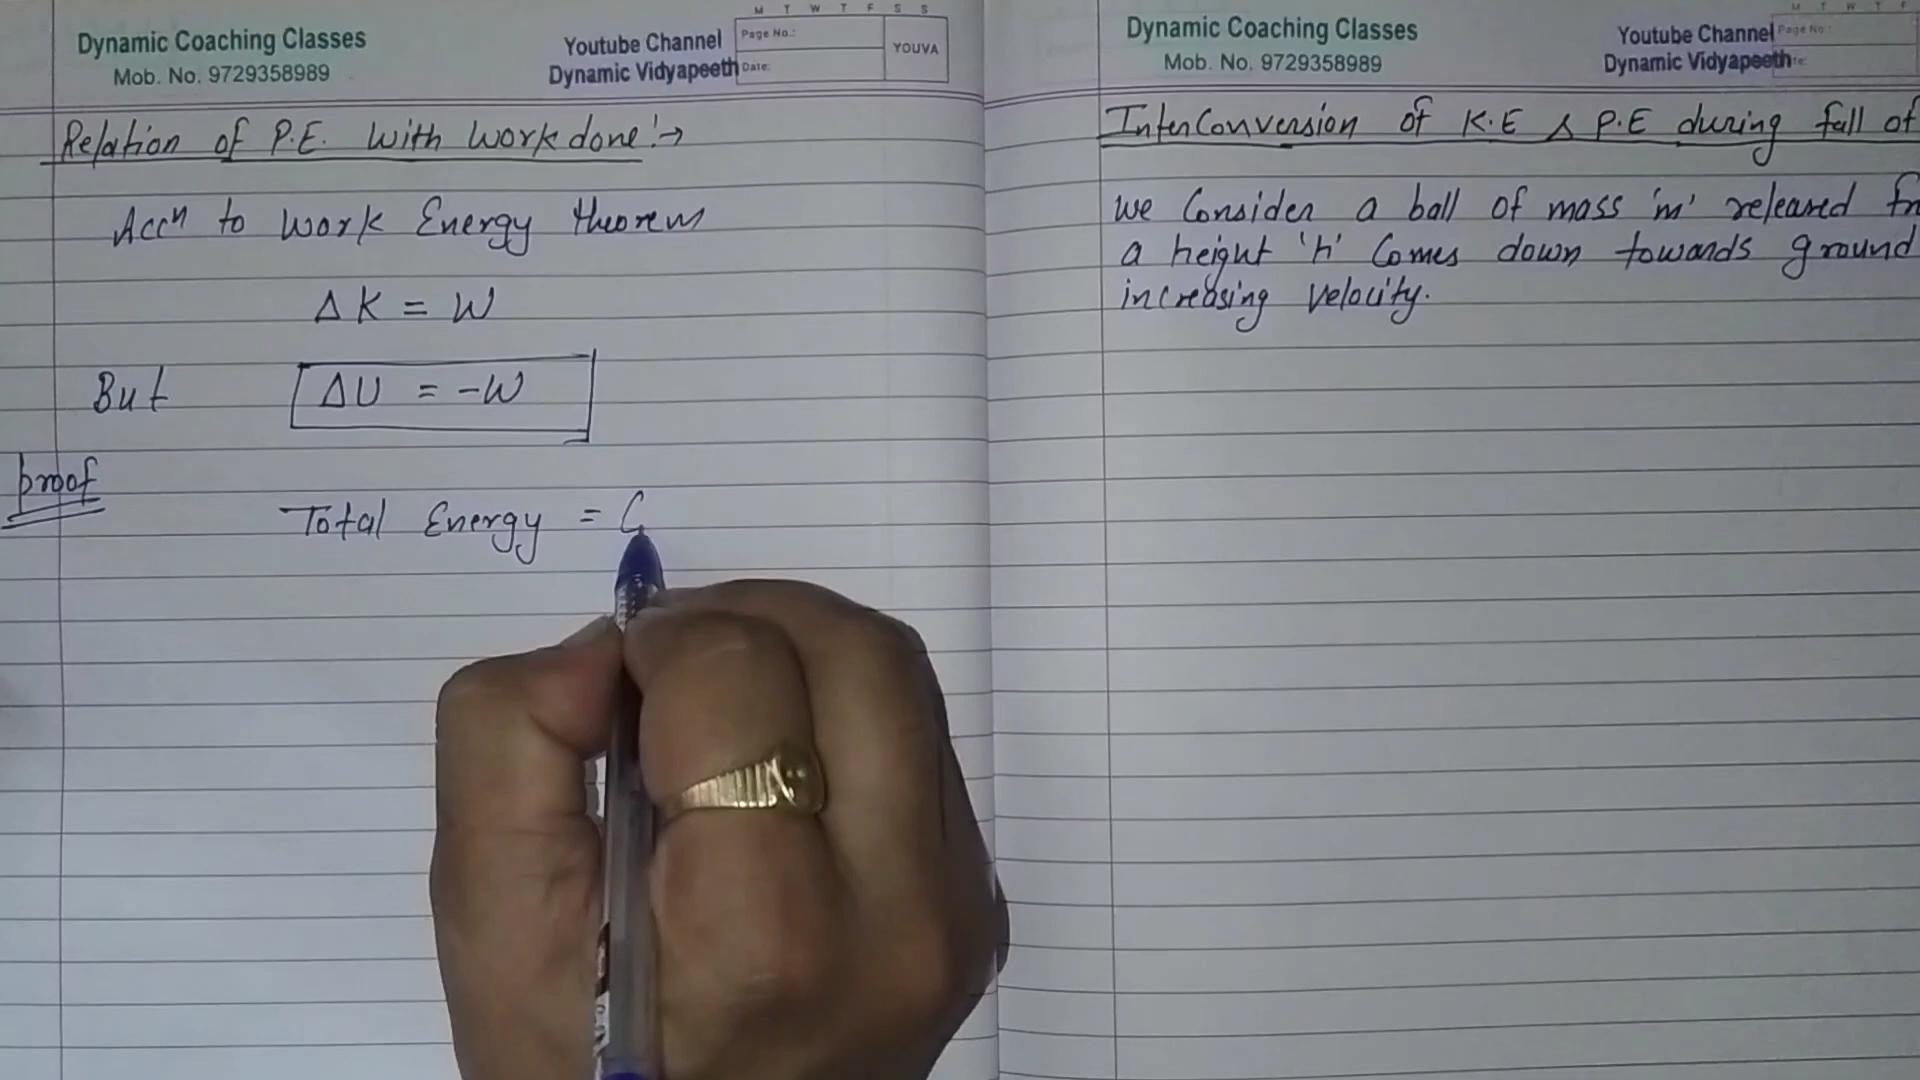 M T W T F S S
Dynamic Coaching Classes
Mob. No. 9729358989
Youtube Channel
Dynamic Vidyapeeth
Page No.:
Date:
YOUVA
Relation of P.E. with work done :→
Accⁿ to work Energy theorem
ΔK = W
But ΔU = -W
proof
Total Energy = C
M T W T F
Dynamic Coaching Classes
Mob. No. 9729358989
Youtube Channel
Dynamic Vidyapeeth
Page No.:
InterConversion of K.E & P.E during fall of
we Consider a ball of mass 'm' released
a height 'h' Comes down towards ground
increasing velocity.